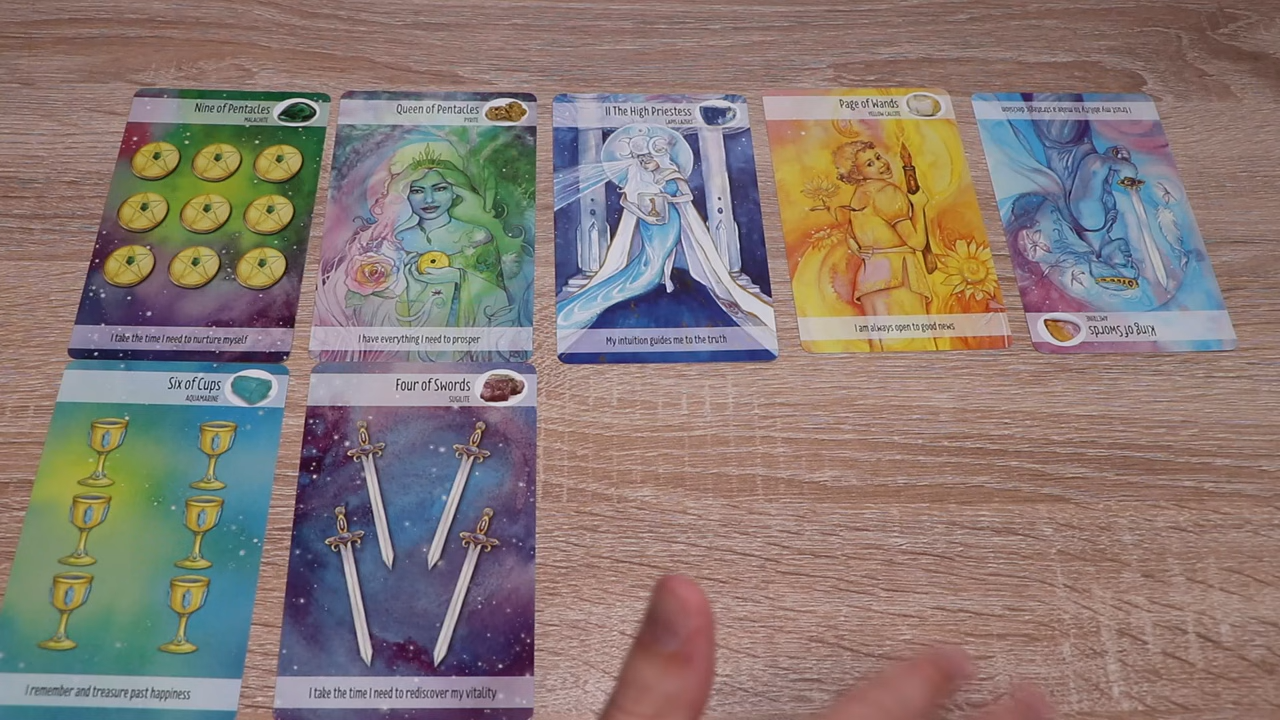 Nine of Pentacles
MALACHITE
I take the time I need to nurture myself
Queen of Pentacles
PYRITE
I have everything I need to prosper
II The High Priestess
LAPIS LAZULI
My intuition guides me to the truth
Page of Wands
YELLOW CALCITE
I am always open to good news
I trust my ability to make a strategic decision
King of Swords
AMETRINE
Six of Cups
AQUAMARINE
I remember and treasure past happiness
Four of Swords
SUGILITE
I take the time I need to rediscover my vitality